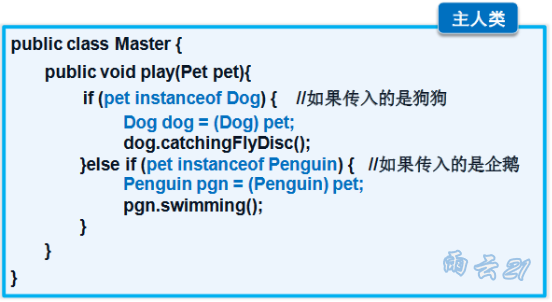 主人类
public class Master {
public void play(Pet pet){
if (pet instanceof Dog) { //如果传入的是狗狗
Dog dog = (Dog) pet;
dog.catchingFlyDisc();
}else if (pet instanceof Penguin) { //如果传入的是企鹅
Penguin pgn = (Penguin) pet;
pgn.swimming();
}
}
}
雨云21